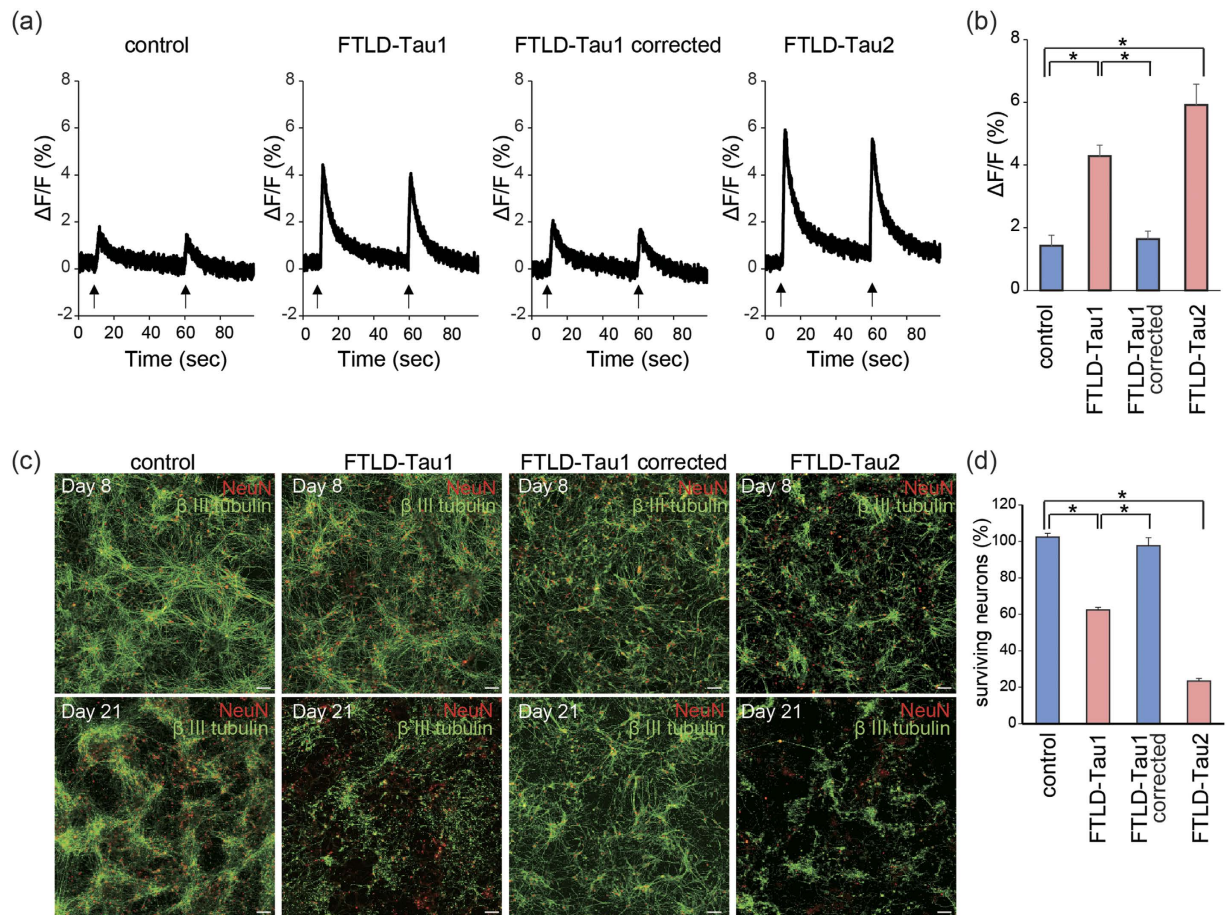 (a)
control
FTLD-Tau1
FTLD-Tau1 corrected
FTLD-Tau2
8
6
4
2
0
-2
ΔF/F (%)
0 20 40 60 80
Time (sec)
8
6
4
2
0
-2
ΔF/F (%)
0 20 40 60 80
Time (sec)
8
6
4
2
0
-2
ΔF/F (%)
0 20 40 60 80
Time (sec)
8
6
4
2
0
-2
ΔF/F (%)
0 20 40 60 80
Time (sec)
(b)
8
6
4
2
0
ΔF/F (%)
*
* *
control
FTLD-Tau1
FTLD-Tau1
corrected
FTLD-Tau2
(c)
control
FTLD-Tau1
FTLD-Tau1 corrected
FTLD-Tau2
Day 8 NeuN
β III tubulin
Day 8 NeuN
β III tubulin
Day 8 NeuN
β III tubulin
Day 8 NeuN
β III tubulin
Day 21 NeuN
β III tubulin
Day 21 NeuN
β III tubulin
Day 21 NeuN
β III tubulin
Day 21 NeuN
β III tubulin
(d)
120
100
80
60
40
20
0
surviving neurons (%)
*
* *
control
FTLD-Tau1
FTLD-Tau1
corrected
FTLD-Tau2